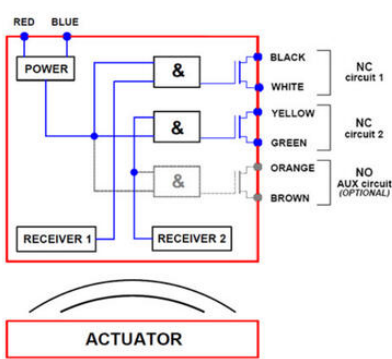 RED BLUE
POWER
&
BLACK
WHITE
NC
circuit 1
&
YELLOW
GREEN
NC
circuit 2
&
ORANGE
BROWN
NO
AUX circuit
(OPTIONAL)
RECEIVER 1
RECEIVER 2
ACTUATOR